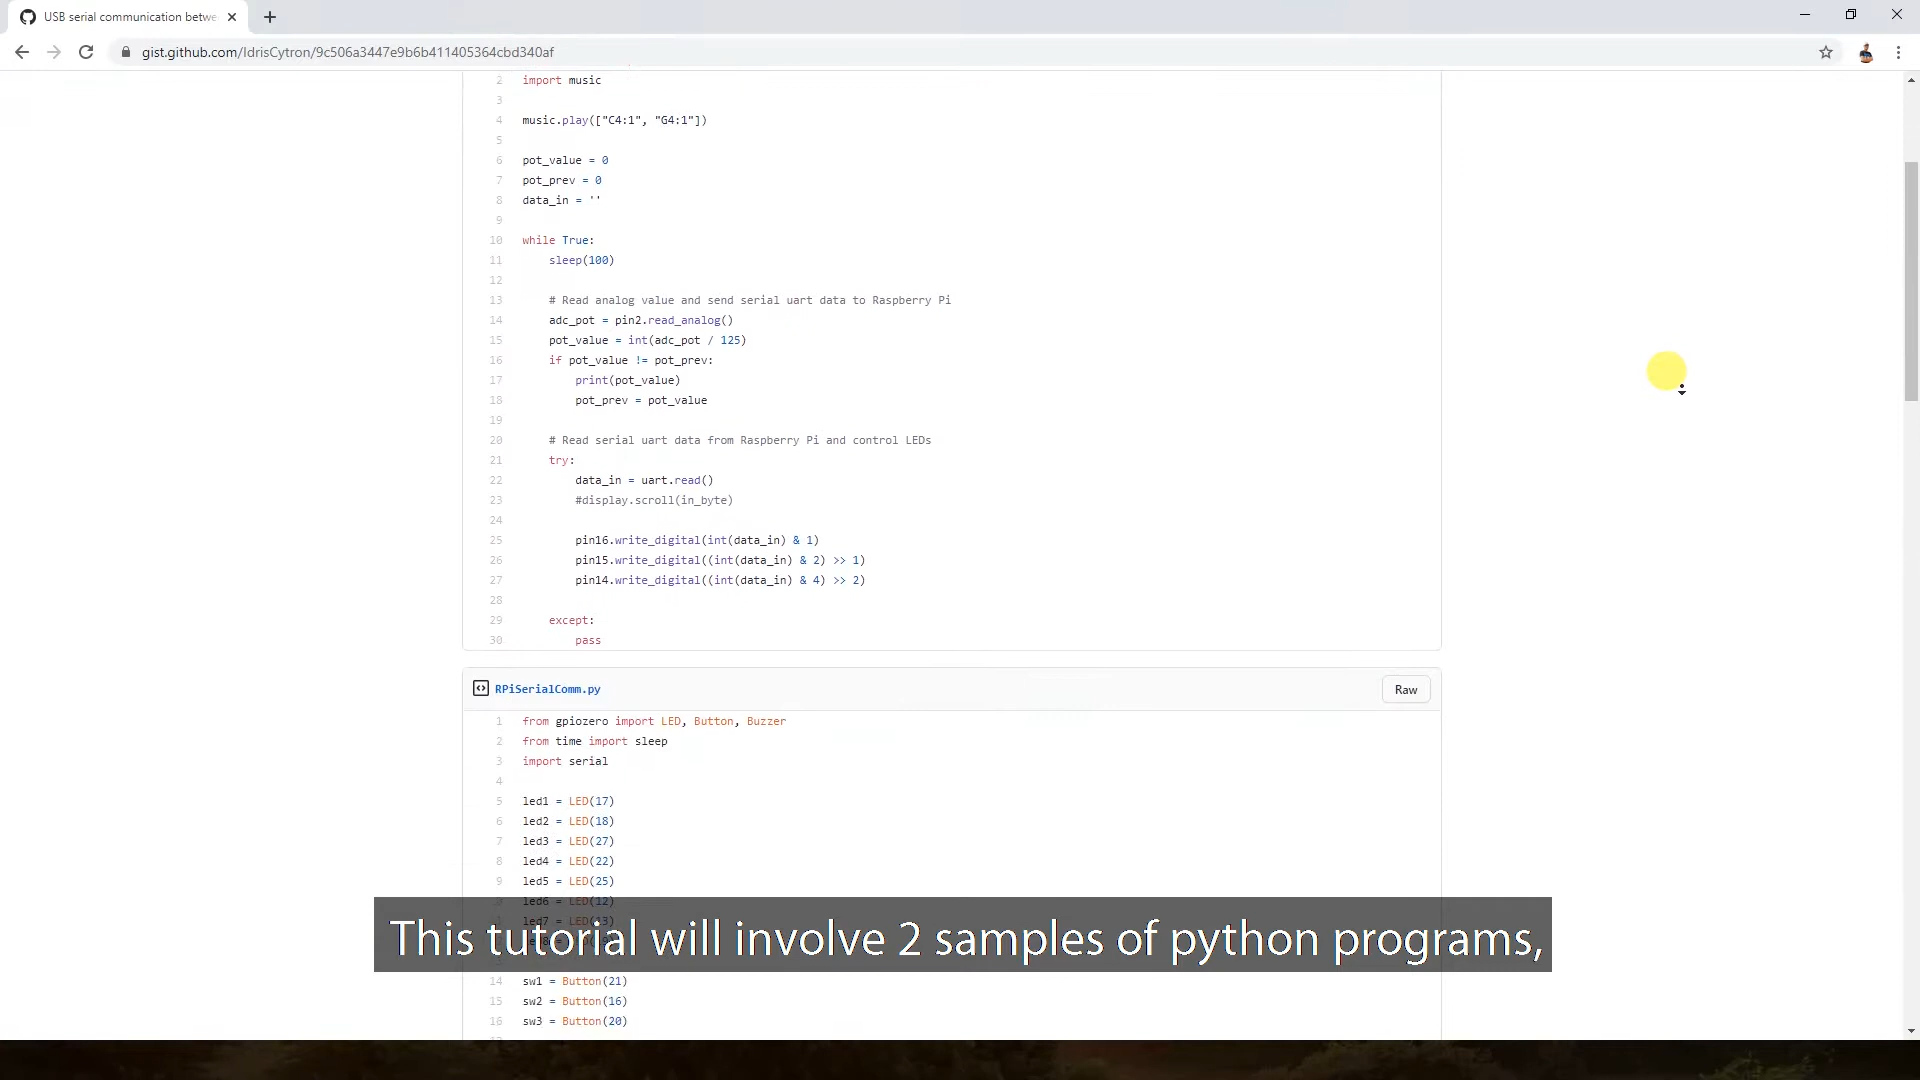 USB serial communication betwe
gist.github.com/IdrisCytron/9c506a3447e9b6b411405364cbd340af
2 import music
3
4 music.play(["C4:1", "G4:1"])
5
6 pot_value = 0
7 pot_prev = 0
8 data_in = ''
9
10 while True:
11 sleep(100)
12
13 # Read analog value and send serial uart data to Raspberry Pi
14 adc_pot = pin2.read_analog()
15 pot_value = int(adc_pot / 125)
16 if pot_value != pot_prev:
17 print(pot_value)
18 pot_prev = pot_value
19
20 # Read serial uart data from Raspberry Pi and control LEDs
21 try:
22 data_in = uart.read()
23 #display.scroll(in_byte)
24
25 pin16.write_digital(int(data_in) & 1)
26 pin15.write_digital((int(data_in) & 2) >> 1)
27 pin14.write_digital((int(data_in) & 4) >> 2)
28
29 except:
30 pass
RPiSerialComm.py Raw
1 from gpiozero import LED, Button, Buzzer
2 from time import sleep
3 import serial
4
5 led1 = LED(17)
6 led2 = LED(18)
7 led3 = LED(27)
8 led4 = LED(22)
9 led5 = LED(25)
led6 = LED(12)
led7 = LED(13)
This tutorial will involve 2 samples of python programs,
14 sw1 = Button(21)
15 sw2 = Button(16)
16 sw3 = Button(20)